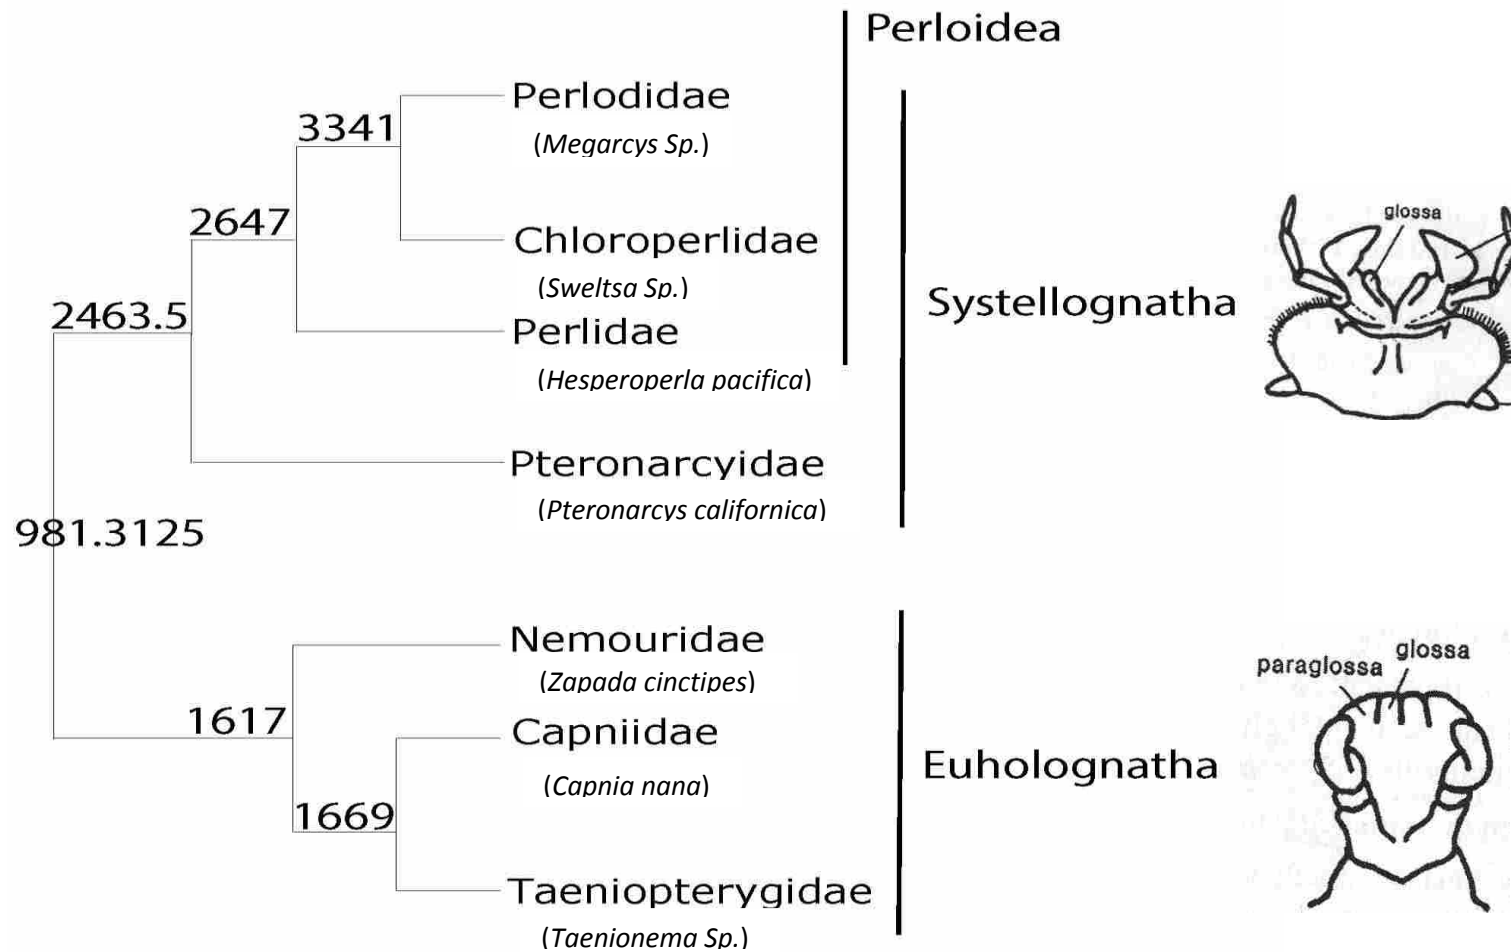 Perloidea
Perlodidae
(Megarcys Sp.)
3341
Chloroperlidae
(Sweltsa Sp.)
2647
Perlidae
(Hesperoperla pacifica)
2463.5
Pteronarcyidae
(Pteronarcys californica)
Systellognatha
glossa
981.3125
Nemouridae
(Zapada cinctipes)
1617
Capniidae
(Capnia nana)
1669
Taeniopterygidae
(Taenionema Sp.)
Euholognatha
paraglossa
glossa